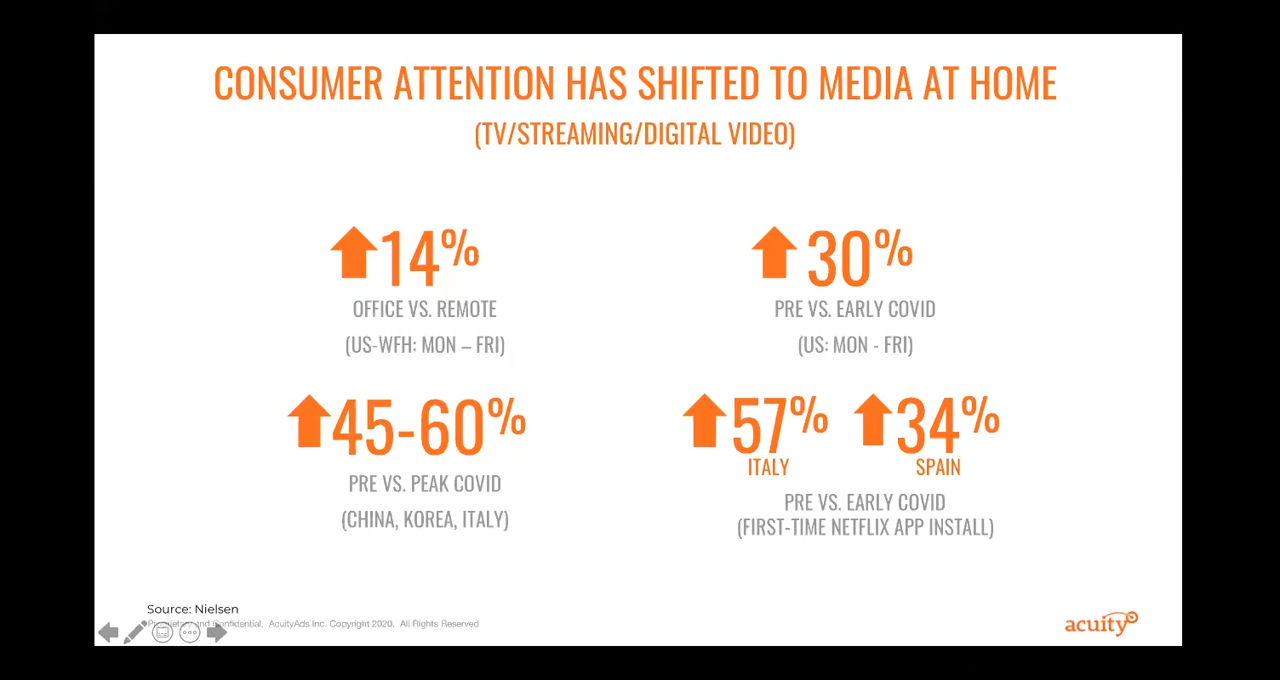 CONSUMER ATTENTION HAS SHIFTED TO MEDIA AT HOME
(TV/STREAMING/DIGITAL VIDEO)
14%
OFFICE VS. REMOTE
(US-WFH: MON – FRI)
30%
PRE VS. EARLY COVID
(US: MON - FRI)
45-60%
PRE VS. PEAK COVID
(CHINA, KOREA, ITALY)
57% 34%
ITALY SPAIN
PRE VS. EARLY COVID
(FIRST-TIME NETFLIX APP INSTALL)
Source: Nielsen
Proprietary and Confidential. AcuityAds Inc. Copyright 2020. All Rights Reserved
acuity